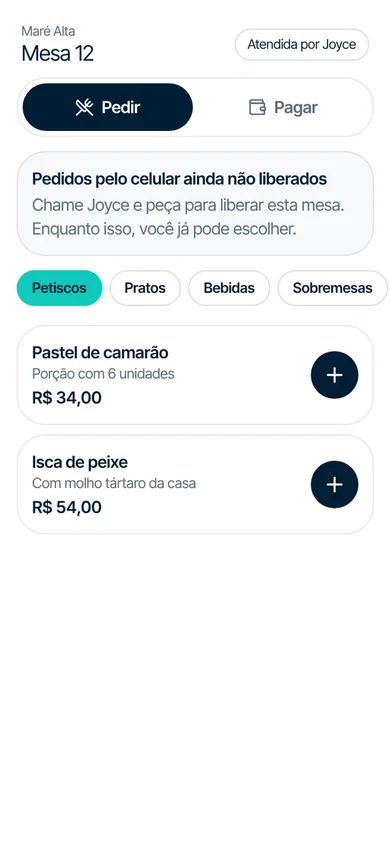 Maré Alta
Mesa 12
Atendida por Joyce
Pedir
Pagar
Pedidos pelo celular ainda não liberados
Chame Joyce e peça para liberar esta mesa.
Enquanto isso, você já pode escolher.
Petiscos
Pratos
Bebidas
Sobremesas
Pastel de camarão
Porção com 6 unidades
R$ 34,00
Isca de peixe
Com molho tártaro da casa
R$ 54,00